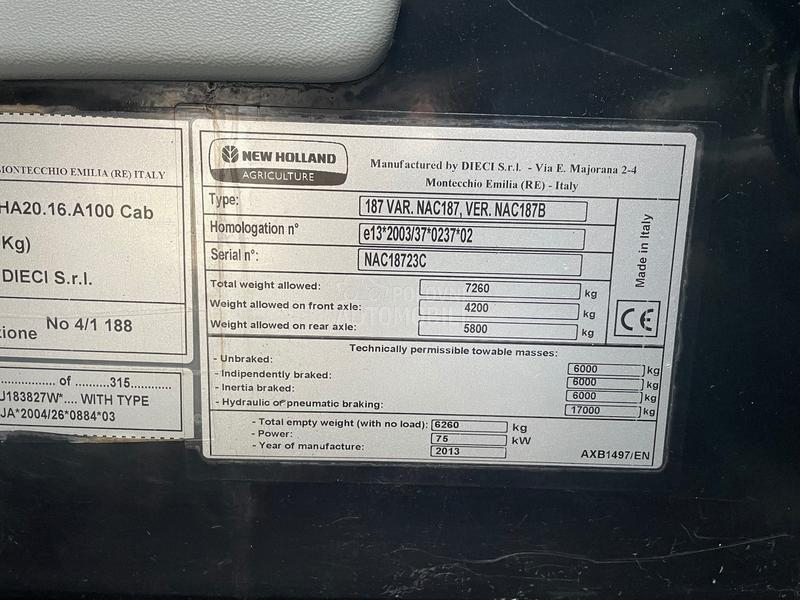 MONTECCHIO EMILIA (RE) ITALY
HA20.16.A100 Cab
Kg)
DIECI S.r.l.
zione No 4/1 188
................ of ..........315............
J183827W*.... WITH TYPE
JA*2004/26*0884*03
NEW HOLLAND
AGRICULTURE
Manufactured by DIECI S.r.l. - Via E. Majorana 2-4
Montecchio Emilia (RE) - Italy
Type: 187 VAR. NAC187, VER. NAC187B
Homologation n° e13*2003/37*0237*02
Serial n°: NAC18723C
Made in Italy
CE
Total weight allowed: 7260 kg
Weight allowed on front axle: 4200 kg
Weight allowed on rear axle: 5800 kg
Technically permissible towable masses:
- Unbraked: 6000 kg
- Indipendently braked: 6000 kg
- Inertia braked: 6000 kg
- Hydraulic of pneumatic braking: 17000 kg
- Total empty weight (with no load): 6260 kg
- Power: 75 kW
- Year of manufacture: 2013
AXB1497/EN